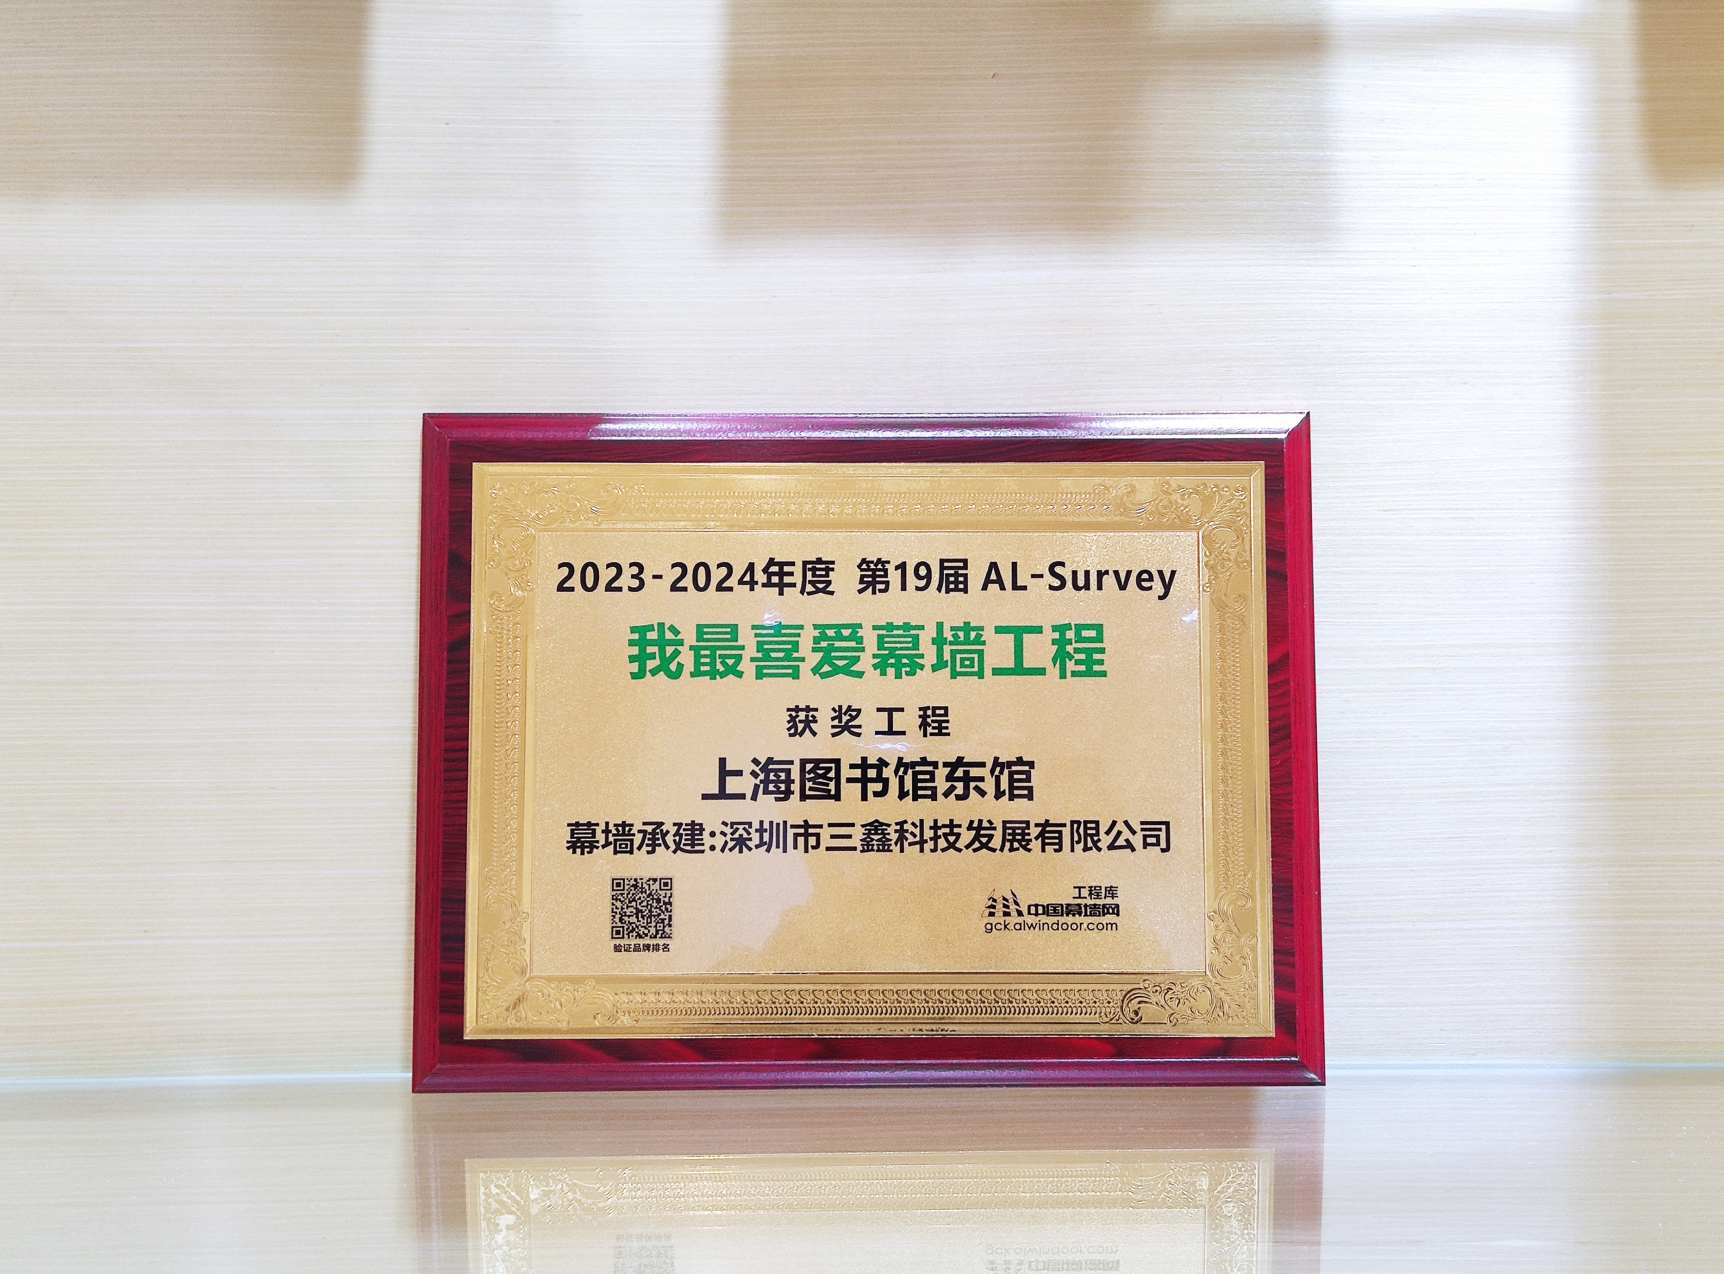 2023-2024年度 第19届 AL-Survey
我最喜爱幕墙工程
获奖工程
上海图书馆东馆
幕墙承建:深圳市三鑫科技发展有限公司
验证品牌排名
工程库
中国幕墙网
gck.alwindoor.com